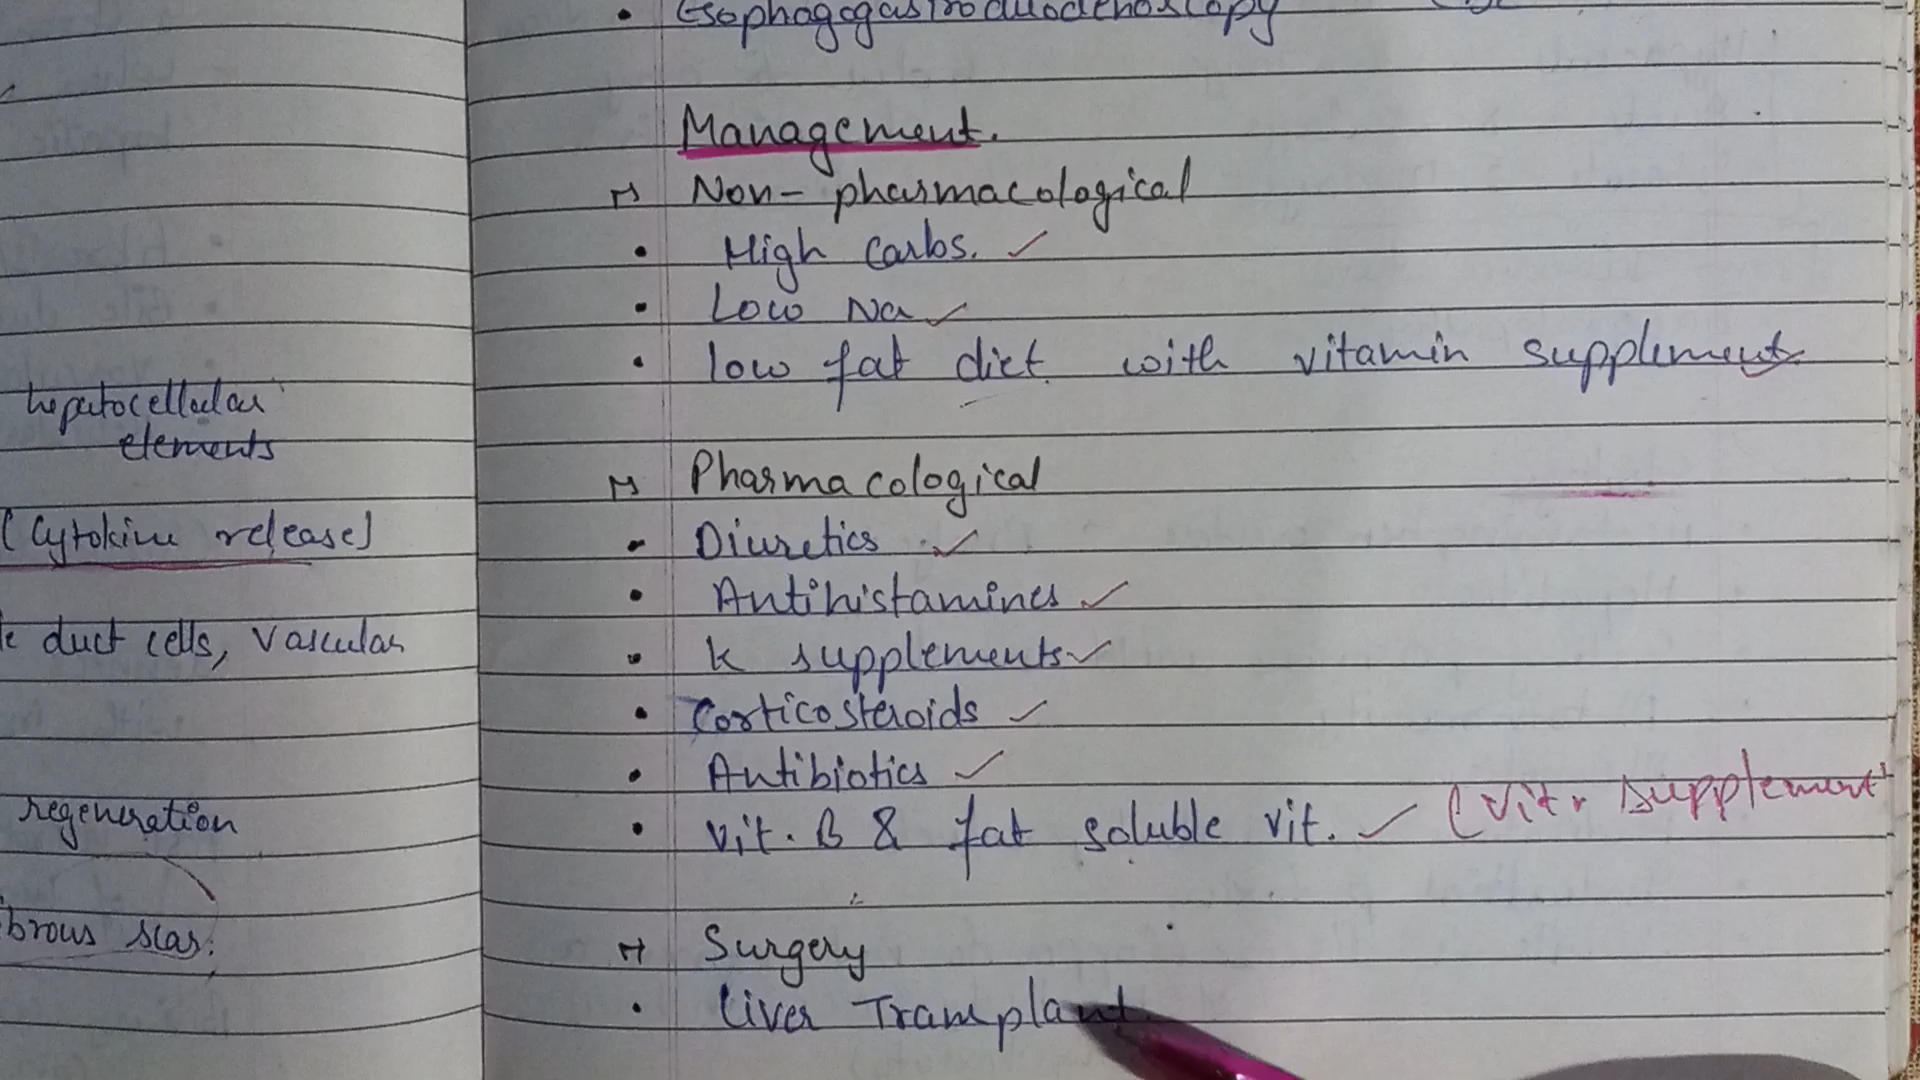 hepatocellular
elements
(Cytokine release)
duct cells, vascular
regeneration
brous scar.
• Esophagogastroduodenoscopy
Management.
Non-pharmacological
• High Carbs. ✓
• Low Na ✓
• low fat diet with vitamin supplements
Pharmacological
• Diuretics ✓
• Antihistamines ✓
• K supplements ✓
• Corticosteroids ✓
• Antibiotics ✓
• Vit. B & fat soluble vit. ✓ (Vit. Supplement
Surgery
• Liver Transplant